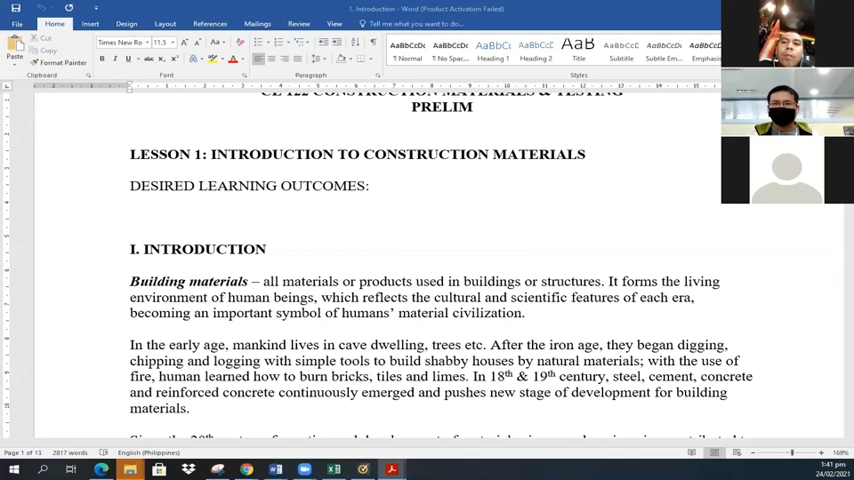 1. Introduction - Word (Product Activation Failed)
File Home Insert Design Layout References Mailings Review View Tell me what you want to do...
Paste
Cut
Copy
Format Painter
Times New Ro 11.5
AaBbCcDc AaBbCcDc AaBbCc AaBbCcC AaB AaBbCcC AaBbCcDc AaBbCcDc
¶ Normal ¶ No Spac... Heading 1 Heading 2 Title Subtitle Subtle Em... Emphasis
Clipboard Font Paragraph Styles
CE 122 CONSTRUCTION MATERIALS & TESTING
PRELIM
LESSON 1: INTRODUCTION TO CONSTRUCTION MATERIALS
DESIRED LEARNING OUTCOMES:
I. INTRODUCTION
Building materials – all materials or products used in buildings or structures. It forms the living
environment of human beings, which reflects the cultural and scientific features of each era,
becoming an important symbol of humans’ material civilization.
In the early age, mankind lives in cave dwelling, trees etc. After the iron age, they began digging,
chipping and logging with simple tools to build shabby houses by natural materials; with the use of
fire, human learned how to burn bricks, tiles and limes. In 18th & 19th century, steel, cement, concrete
and reinforced concrete continuously emerged and pushes new stage of development for building
materials.
Page 1 of 13 2817 words English (Philippines) 169%
1:41 pm
24/02/2021